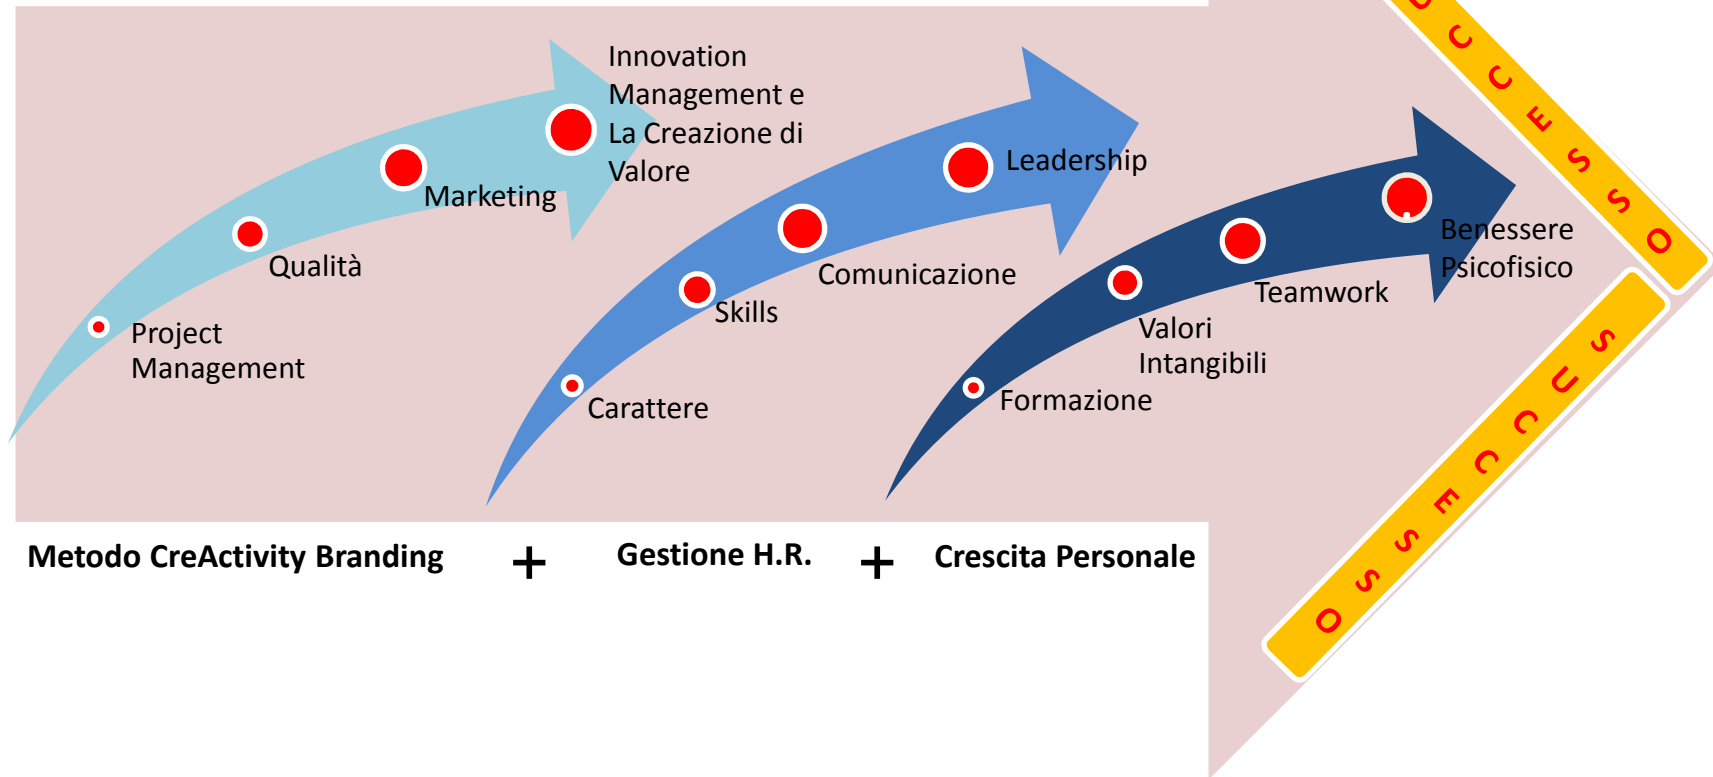 Innovation
Management e
La Creazione di
Valore
Marketing
Qualità
Project
Management
Leadership
Comunicazione
Skills
Carattere
Benessere
Psicofisico
Teamwork
Valori
Intangibili
Formazione
UCCESSO
SUCCESSO
Metodo CreActivity Branding + Gestione H.R. + Crescita Personale